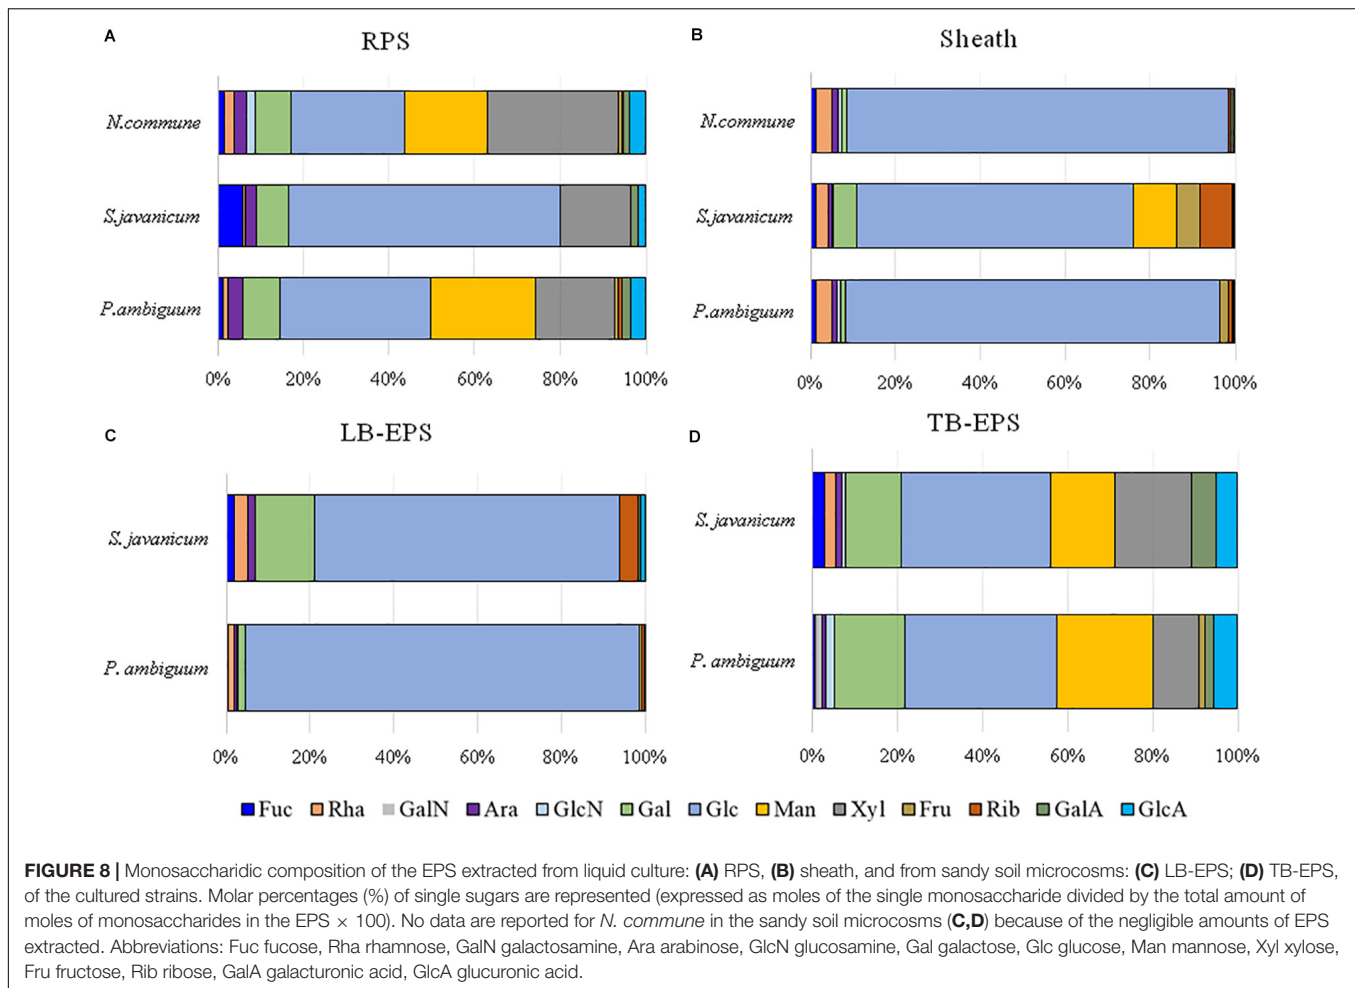 A
RPS
N.commune
S.javanicum
P.ambiguum
0% 20% 40% 60% 80% 100%
B
Sheath
N.commune
S.javanicum
P.ambiguum
0% 20% 40% 60% 80% 100%
C
LB-EPS
S. javanicum
P. ambiguum
0% 20% 40% 60% 80% 100%
D
TB-EPS
S. javanicum
P. ambiguum
0% 20% 40% 60% 80% 100%
Fuc Rha GalN Ara GlcN Gal Glc Man Xyl Fru Rib GalA GlcA
FIGURE 8 | Monosaccharidic composition of the EPS extracted from liquid culture: (A) RPS, (B) sheath, and from sandy soil microcosms: (C) LB-EPS; (D) TB-EPS,
of the cultured strains. Molar percentages (%) of single sugars are represented (expressed as moles of the single monosaccharide divided by the total amount of
moles of monosaccharides in the EPS × 100). No data are reported for N. commune in the sandy soil microcosms (C,D) because of the negligible amounts of EPS
extracted. Abbreviations: Fuc fucose, Rha rhamnose, GalN galactosamine, Ara arabinose, GlcN glucosamine, Gal galactose, Glc glucose, Man mannose, Xyl xylose,
Fru fructose, Rib ribose, GalA galacturonic acid, GlcA glucuronic acid.